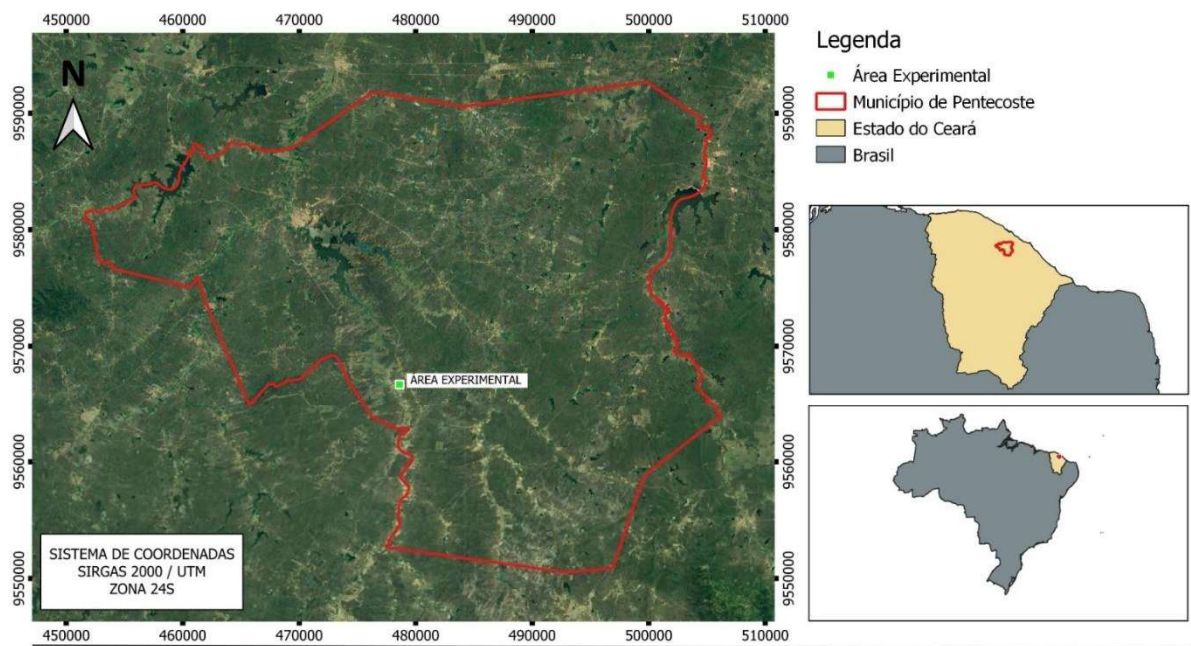 450000 460000 470000 480000 490000 500000 510000
N
9590000 9590000
9580000 9580000
9570000 9570000
9560000 9560000
9550000 9550000
ÁREA EXPERIMENTAL
SISTEMA DE COORDENADAS
SIRGAS 2000 / UTM
ZONA 24S
450000 460000 470000 480000 490000 500000 510000
Legenda
Área Experimental
Município de Pentecoste
Estado do Ceará
Brasil